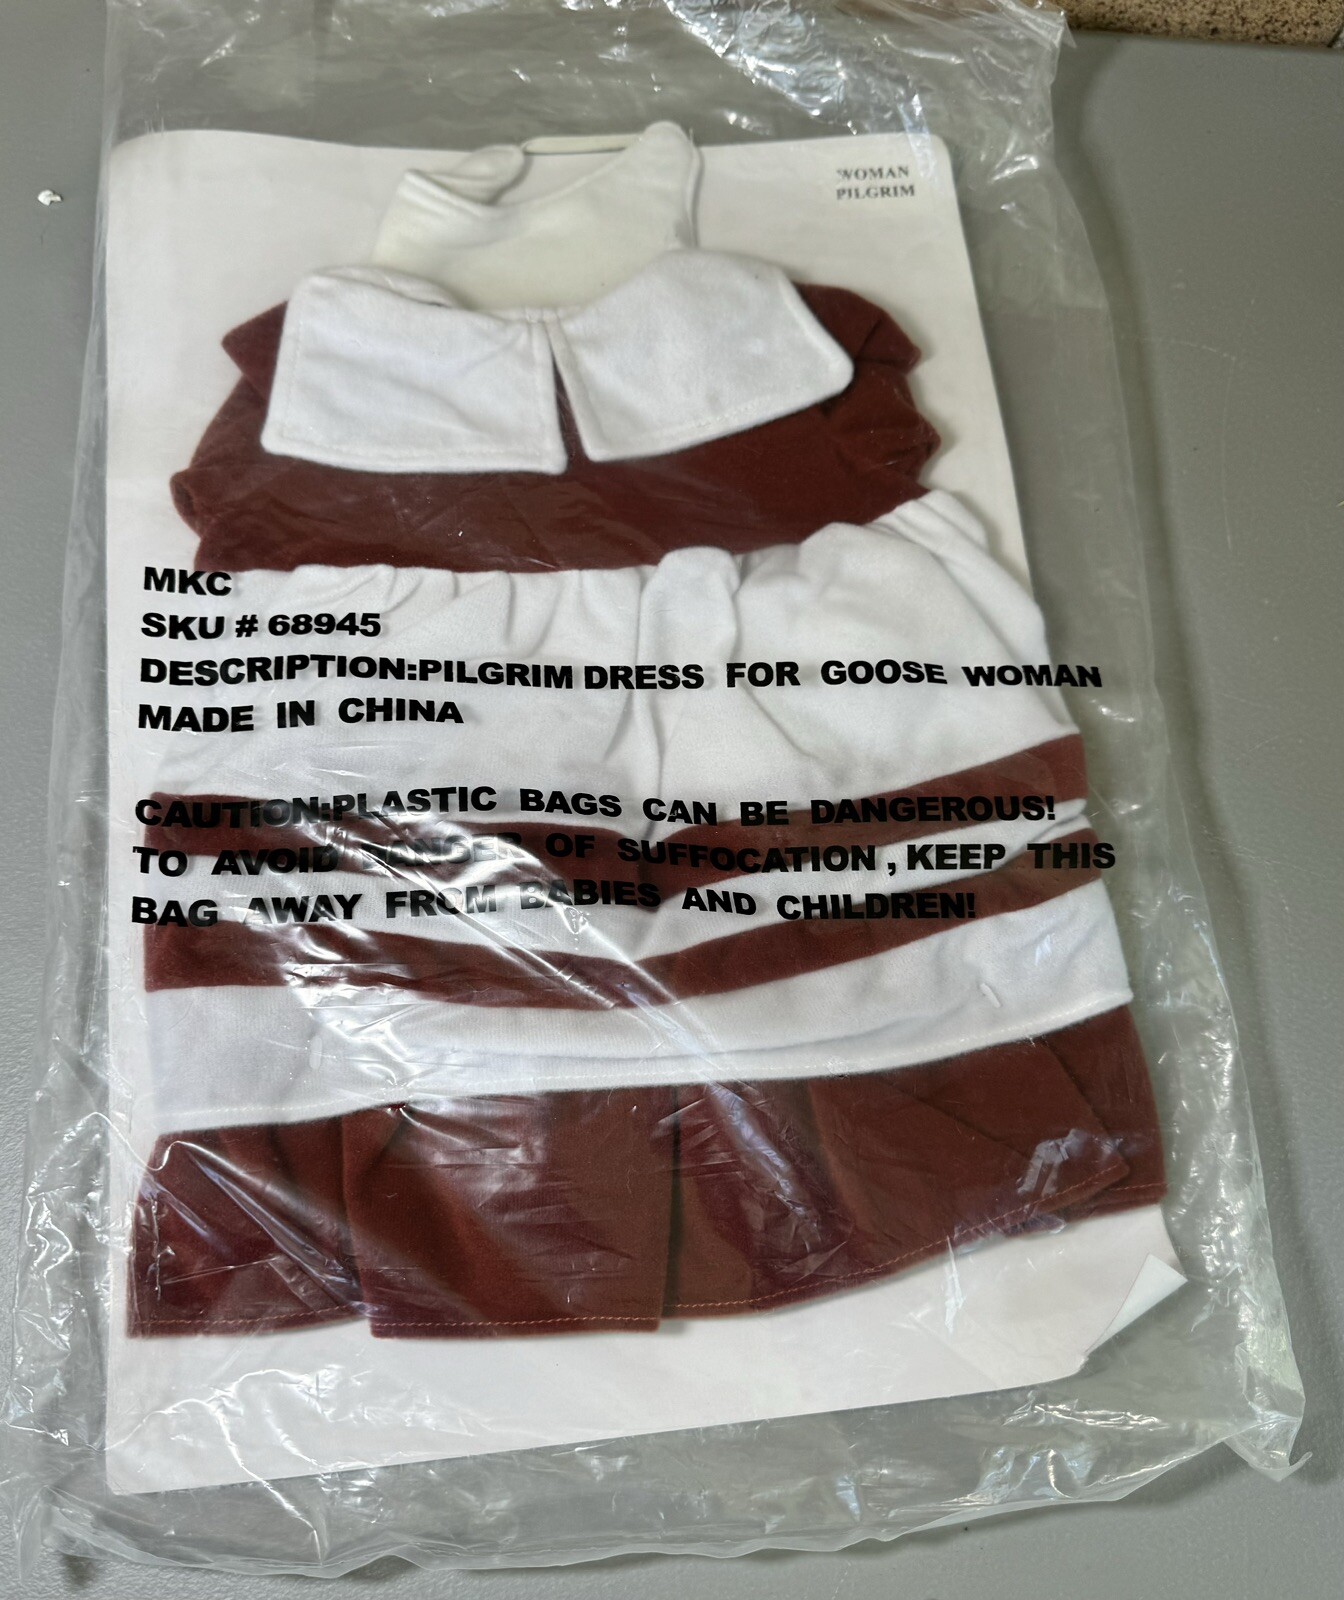 WOMAN
PILGRIM
MKC
SKU # 68945
DESCRIPTION:PILGRIM DRESS FOR GOOSE WOMAN
MADE IN CHINA
CAUTION:PLASTIC BAGS CAN BE DANGEROUS!
TO AVOID DANGER OF SUFFOCATION , KEEP THIS
BAG AWAY FROM BABIES AND CHILDREN!